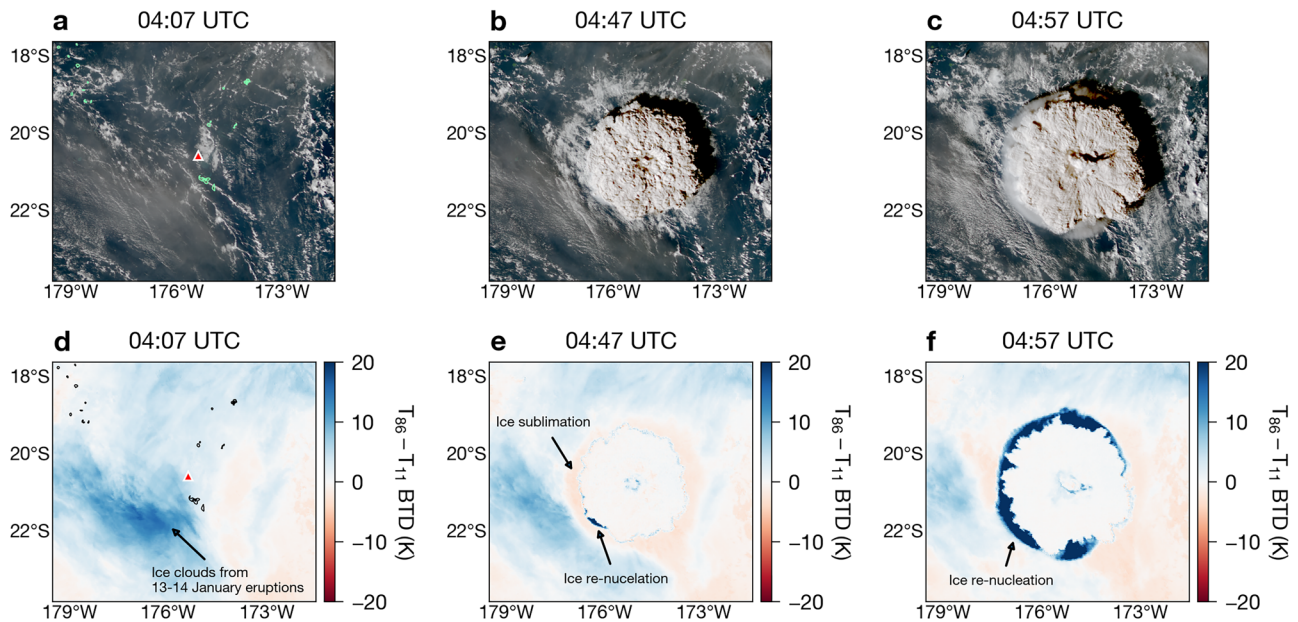 a
04:07 UTC
b
04:47 UTC
c
04:57 UTC
18°S
20°S
22°S
179°W 176°W 173°W
18°S
20°S
22°S
179°W 176°W 173°W
18°S
20°S
22°S
179°W 176°W 173°W
d
04:07 UTC
18°S
20°S
22°S
Ice clouds from
13-14 January eruptions
179°W 176°W 173°W
20
10
0
−10
−20
T86 − T11 BTD (K)
e
04:47 UTC
18°S
20°S
22°S
Ice sublimation
Ice re-nucelation
179°W 176°W 173°W
20
10
0
−10
−20
T86 − T11 BTD (K)
f
04:57 UTC
18°S
20°S
22°S
Ice re-nucleation
179°W 176°W 173°W
20
10
0
−10
−20
T86 − T11 BTD (K)